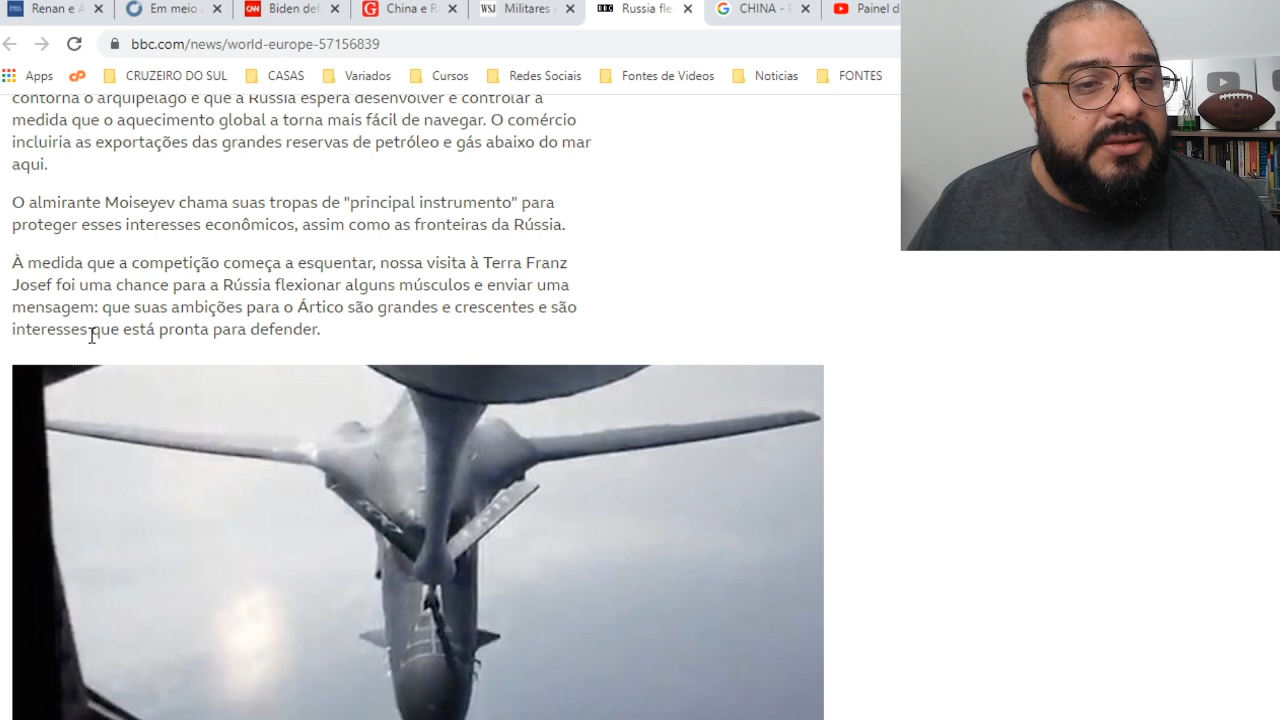 Renan e A
Em meio a
Biden def
China e R
Militares r
Russia fle
CHINA - F
Painel d
bbc.com/news/world-europe-57156839
Apps
CRUZEIRO DO SUL
CASAS
Variados
Cursos
Redes Sociais
Fontes de Videos
Noticias
FONTES
contorna o arquipélago e que a Rússia espera desenvolver e controlar à
medida que o aquecimento global a torna mais fácil de navegar. O comércio
incluiria as exportações das grandes reservas de petróleo e gás abaixo do mar
aqui.
O almirante Moiseyev chama suas tropas de "principal instrumento" para
proteger esses interesses econômicos, assim como as fronteiras da Rússia.
À medida que a competição começa a esquentar, nossa visita à Terra Franz
Josef foi uma chance para a Rússia flexionar alguns músculos e enviar uma
mensagem: que suas ambições para o Ártico são grandes e crescentes e são
interesses que está pronta para defender.